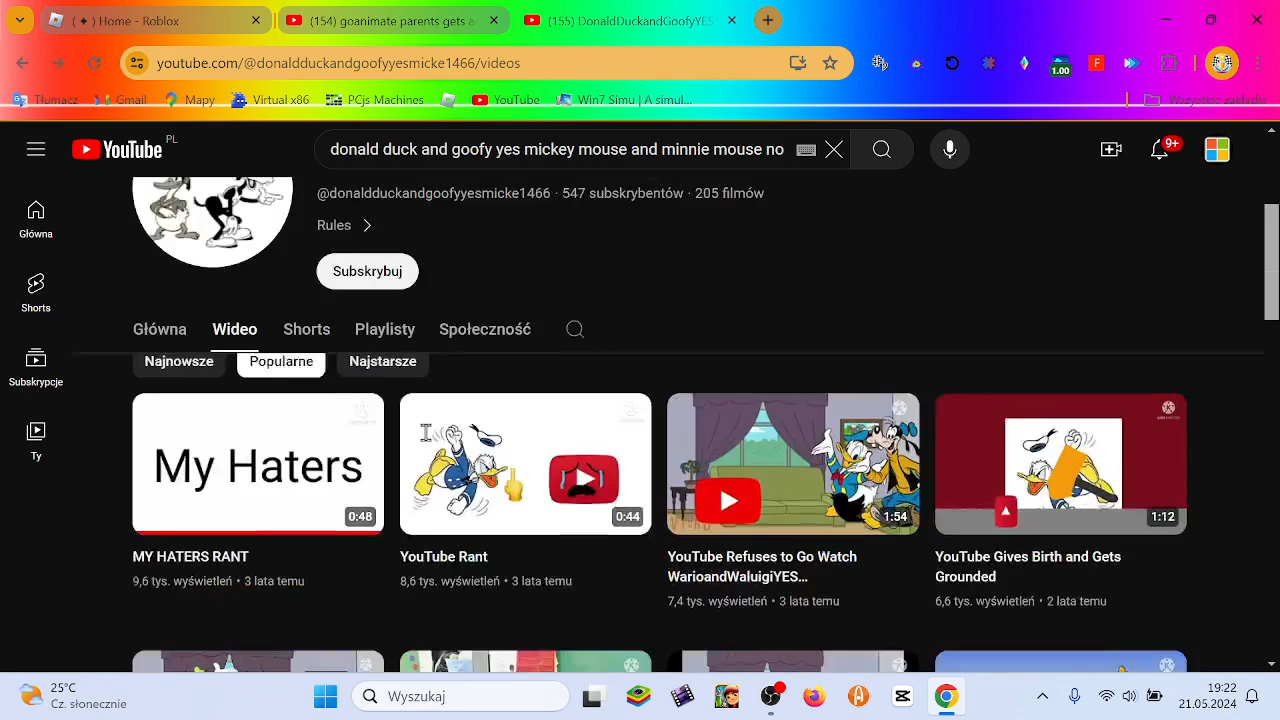 ( ✦ ) Home - Roblox
(154) goanimate parents gets a
(155) DonaldDuckandGoofyYES
youtube.com/@donaldduckandgoofyyesmicke1466/videos
1.00
F
Tłumacz
Gmail
Mapy
Virtual x86
PCjs Machines
YouTube
Win7 Simu | A simul...
Wszystkie zakładki
YouTube PL
donald duck and goofy yes mickey mouse and minnie mouse no
9+
@donaldduckandgoofyyesmicke1466 · 547 subskrybentów · 205 filmów
Rules
Subskrybuj
Główna
Shorts
Subskrypcje
Ty
Główna
Wideo
Shorts
Playlisty
Społeczność
Najnowsze
Popularne
Najstarsze
My Haters
0:48
0:44
1:54
1:12
MY HATERS RANT
9,6 tys. wyświetleń • 3 lata temu
YouTube Rant
8,6 tys. wyświetleń • 3 lata temu
YouTube Refuses to Go Watch
WarioandWaluigiYES...
7,4 tys. wyświetleń • 3 lata temu
YouTube Gives Birth and Gets
Grounded
6,6 tys. wyświetleń • 2 lata temu
25°C
Cz. słonecznie
Wyszukaj
19:22
21.05.2024